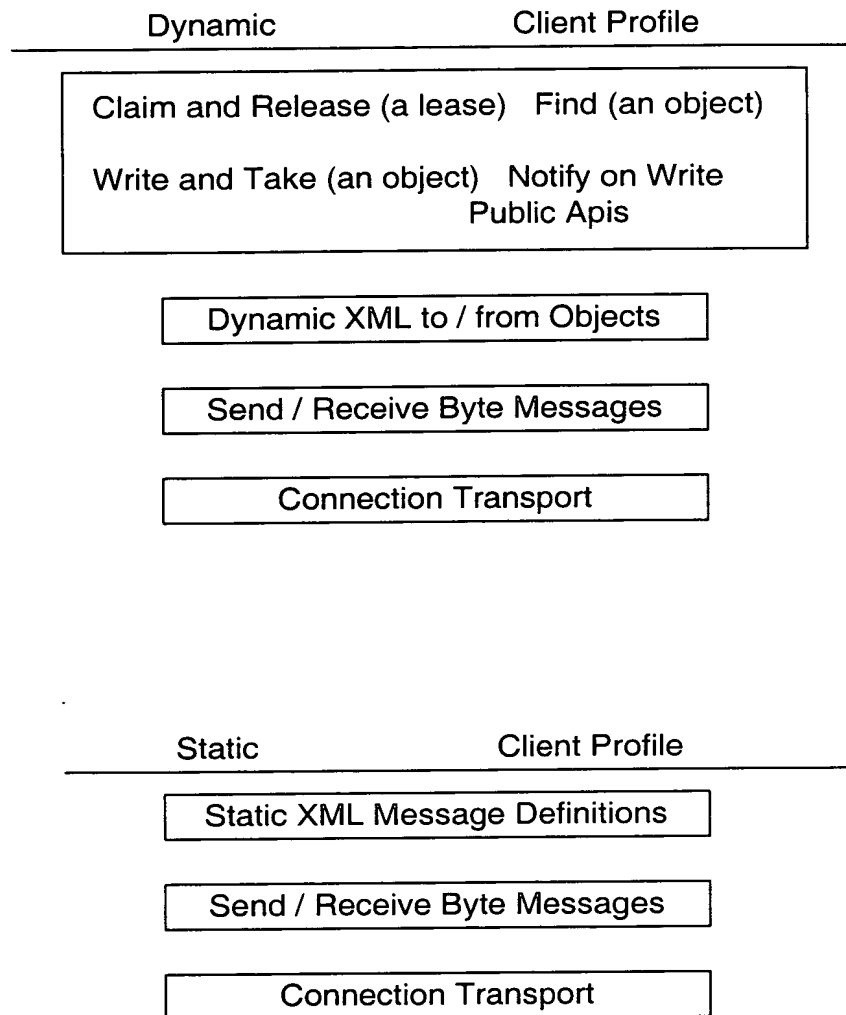 Dynamic Client Profile
Claim and Release (a lease) Find (an object)
Write and Take (an object) Notify on Write
Public Apis
Dynamic XML to / from Objects
Send / Receive Byte Messages
Connection Transport
Static Client Profile
Static XML Message Definitions
Send / Receive Byte Messages
Connection Transport